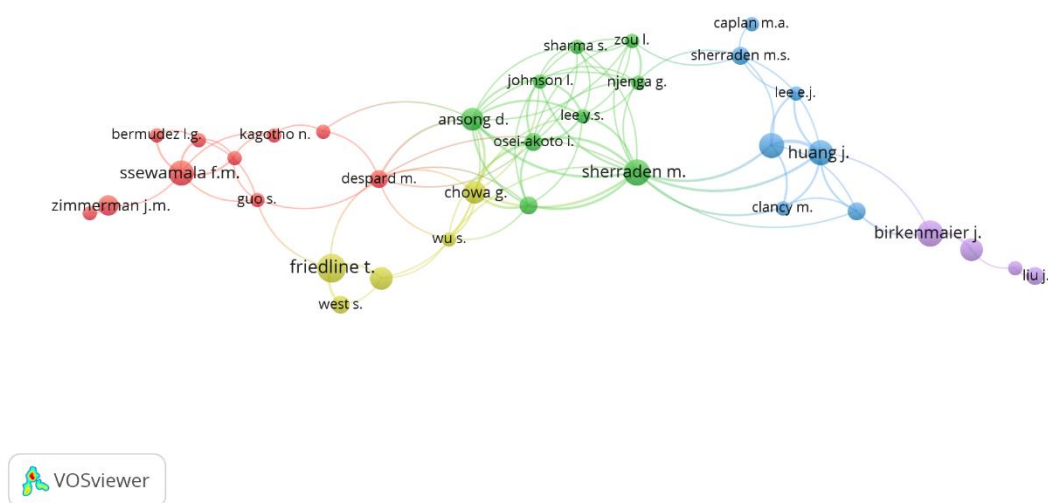 caplan m.a.
zou l.
sharma s.
sherraden m.s.
johnson l.
njenga g.
lee e.j.
lee y.s.
ansong d.
bermudez l.g.
kagotho n.
osei-akoto i.
huang j.
ssewamala f.m.
despard m.
sherraden m.
chowa g.
guo s.
zimmerman j.m.
clancy m.
birkenmaier j.
wu s.
friedline t.
liu j.
west s.
VOSviewer